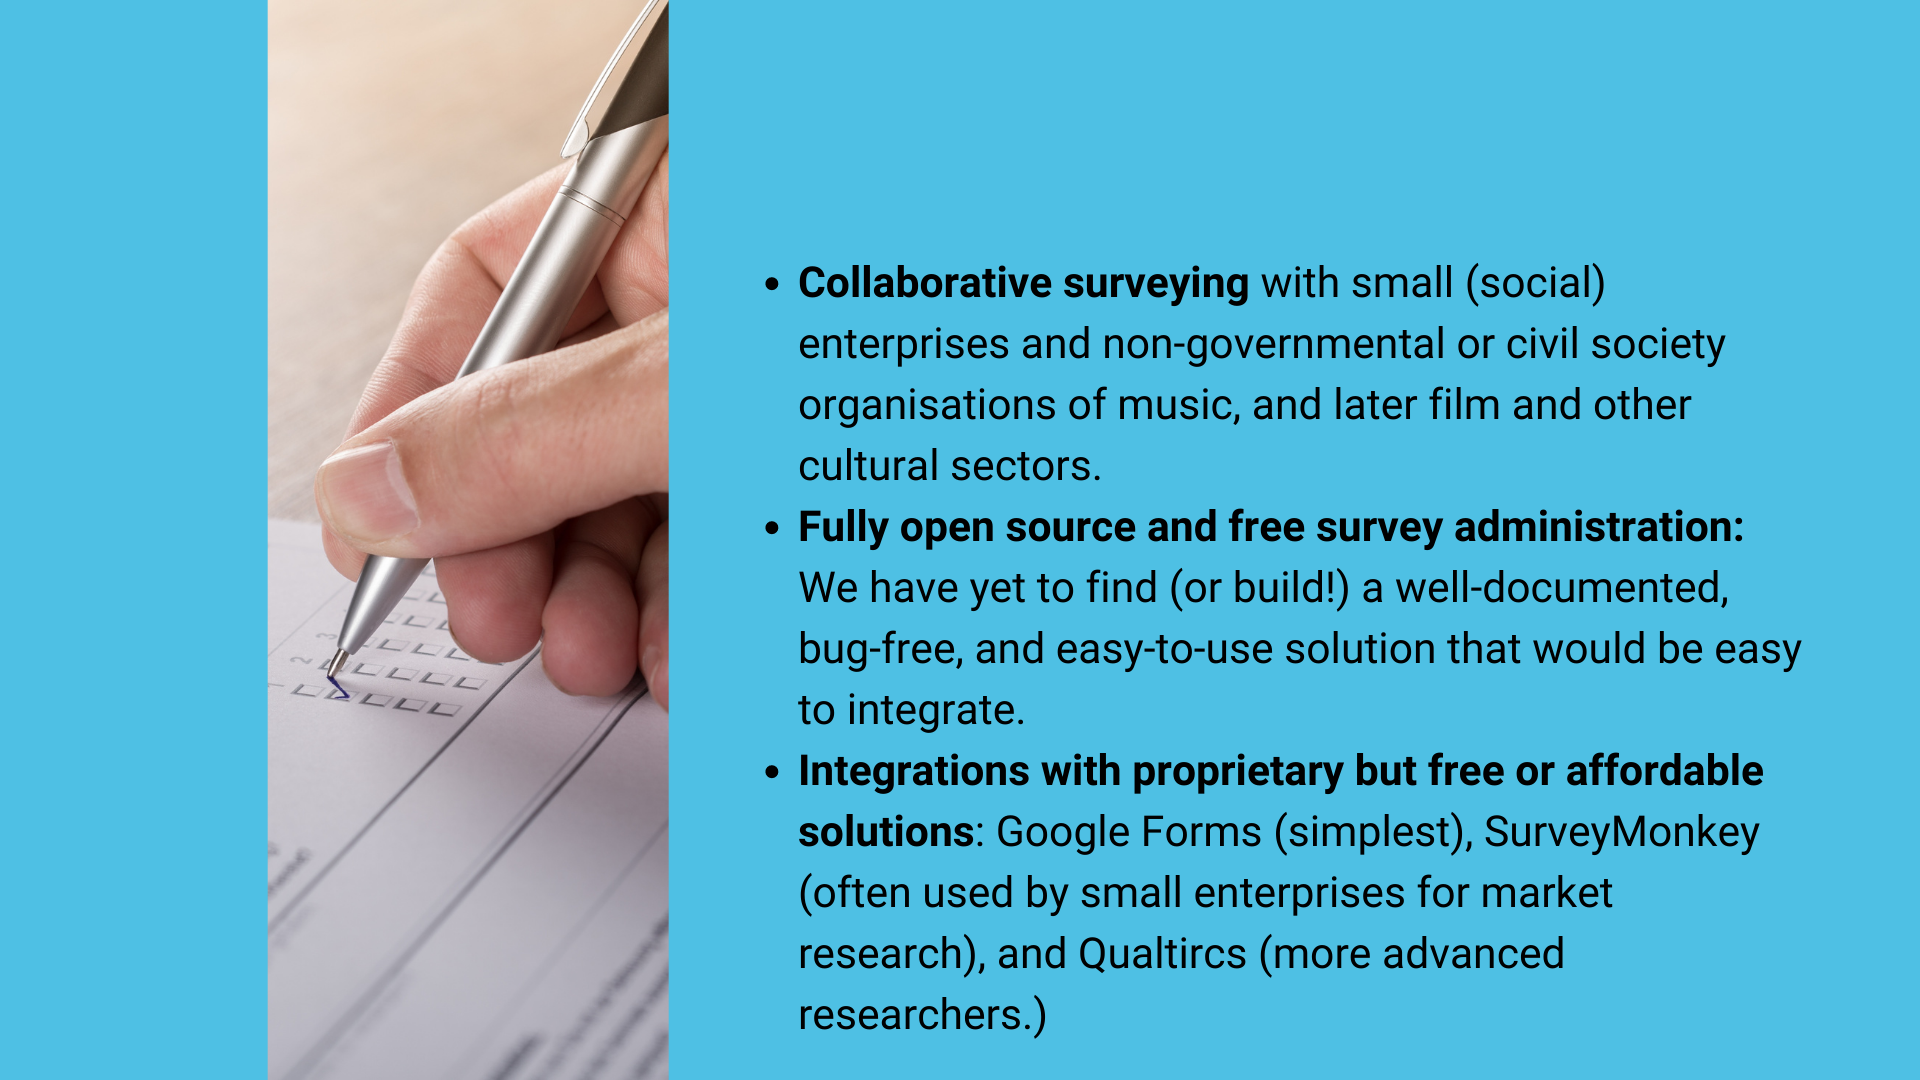 • Collaborative surveying with small (social)
enterprises and non-governmental or civil society
organisations of music, and later film and other
cultural sectors.
• Fully open source and free survey administration:
We have yet to find (or build!) a well-documented,
bug-free, and easy-to-use solution that would be easy
to integrate.
• Integrations with proprietary but free or affordable
solutions: Google Forms (simplest), SurveyMonkey
(often used by small enterprises for market
research), and Qualtircs (more advanced
researchers.)
3
2
1